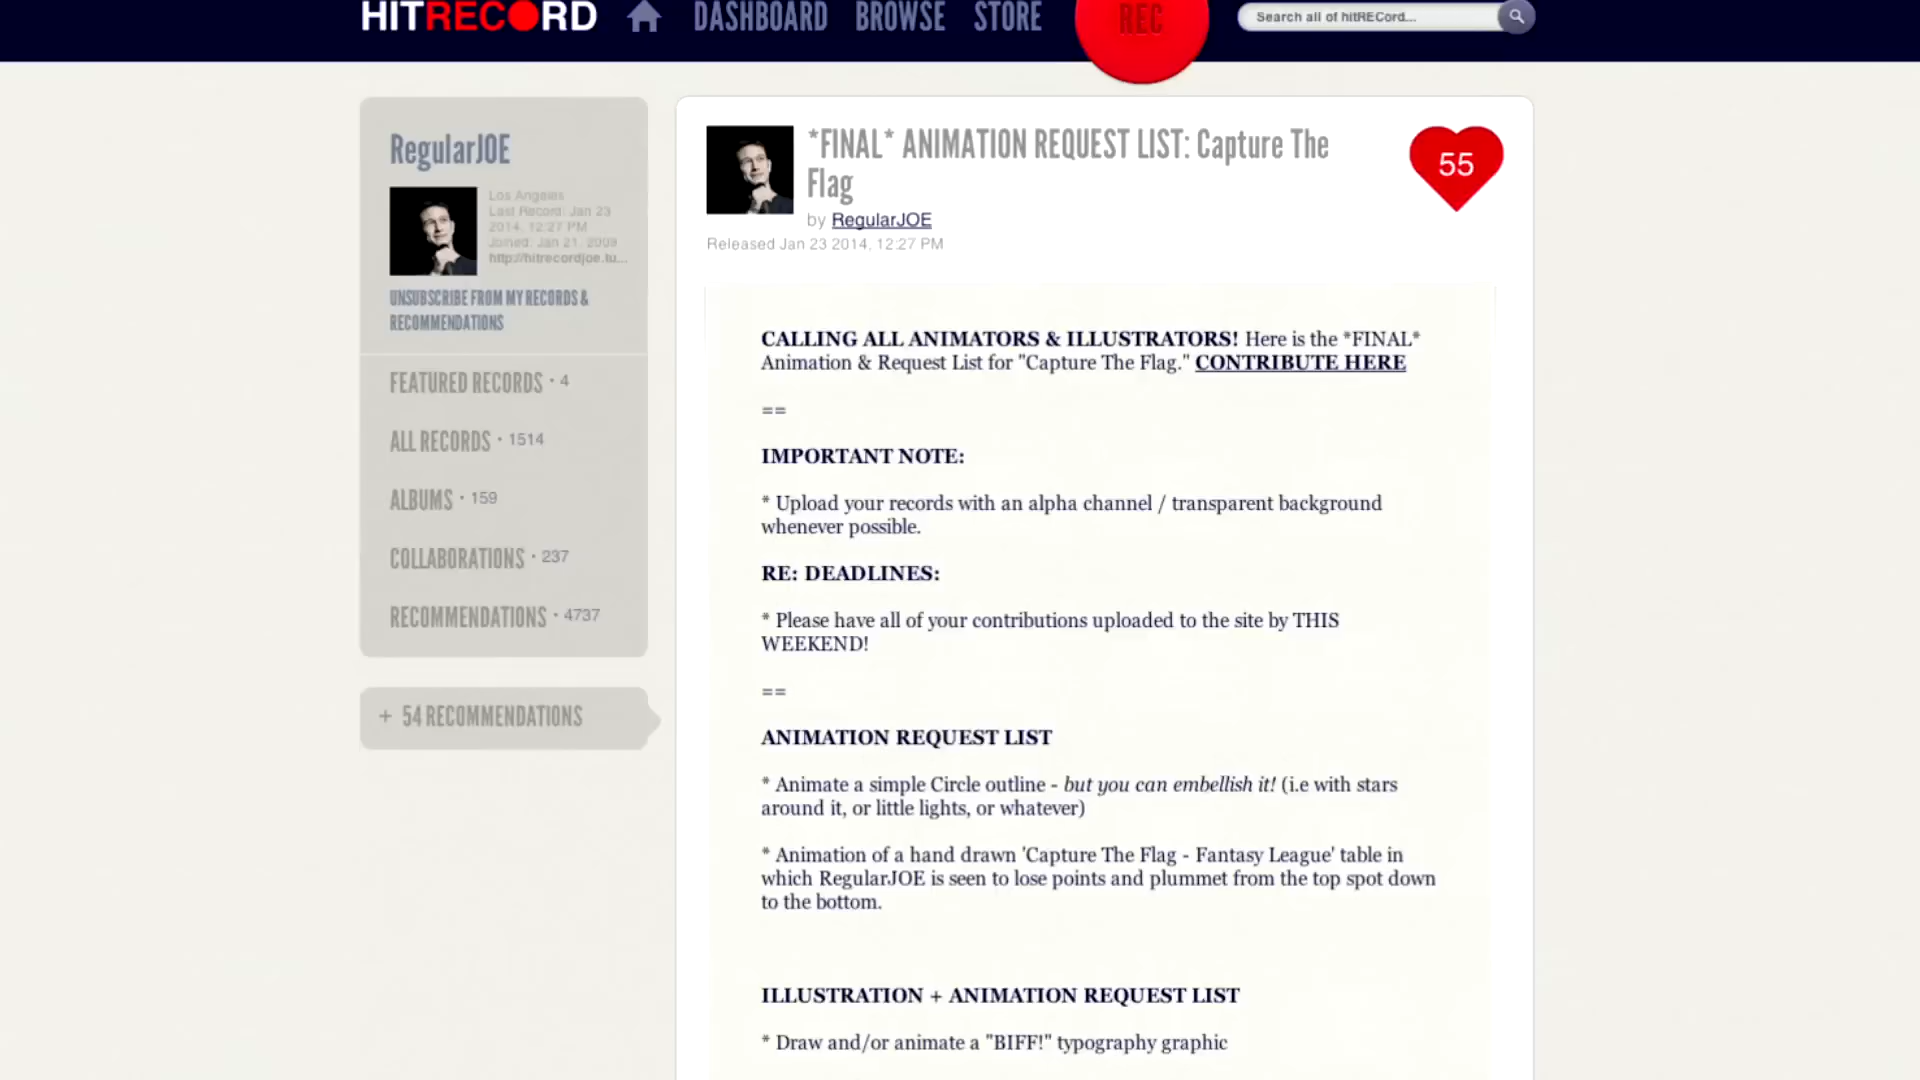 HITRECORD DASHBOARD BROWSE STORE REC Search all of hitRECord...
RegularJOE
Los Angeles
Last Record: Jan 23
2014, 12:27 PM
Joined: Jan 21, 2009
http://hitrecordjoe.tu...
UNSUBSCRIBE FROM MY RECORDS &
RECOMMENDATIONS
FEATURED RECORDS · 4
ALL RECORDS · 1514
ALBUMS · 159
COLLABORATIONS · 237
RECOMMENDATIONS · 4737
+ 54 RECOMMENDATIONS
*FINAL* ANIMATION REQUEST LIST: Capture The
Flag
55
by RegularJOE
Released Jan 23 2014, 12:27 PM
CALLING ALL ANIMATORS & ILLUSTRATORS! Here is the *FINAL*
Animation & Request List for "Capture The Flag." CONTRIBUTE HERE
==
IMPORTANT NOTE:
* Upload your records with an alpha channel / transparent background
whenever possible.
RE: DEADLINES:
* Please have all of your contributions uploaded to the site by THIS
WEEKEND!
==
ANIMATION REQUEST LIST
* Animate a simple Circle outline - but you can embellish it! (i.e with stars
around it, or little lights, or whatever)
* Animation of a hand drawn 'Capture The Flag - Fantasy League' table in
which RegularJOE is seen to lose points and plummet from the top spot down
to the bottom.
ILLUSTRATION + ANIMATION REQUEST LIST
* Draw and/or animate a "BIFF!" typography graphic